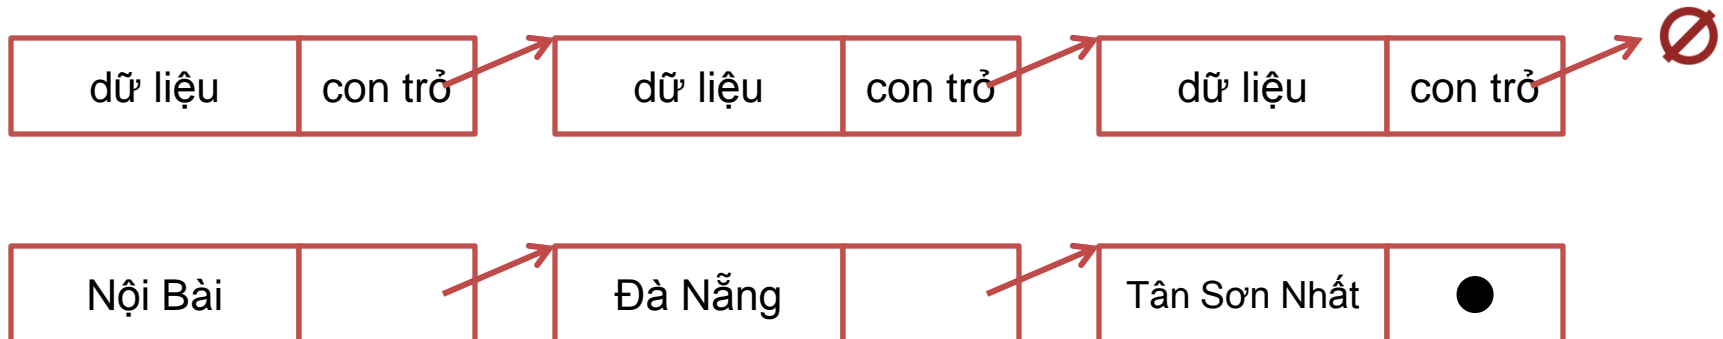 dữ liệu con trỏ dữ liệu con trỏ dữ liệu con trỏ
Nội Bài Đà Nẵng Tân Sơn Nhất